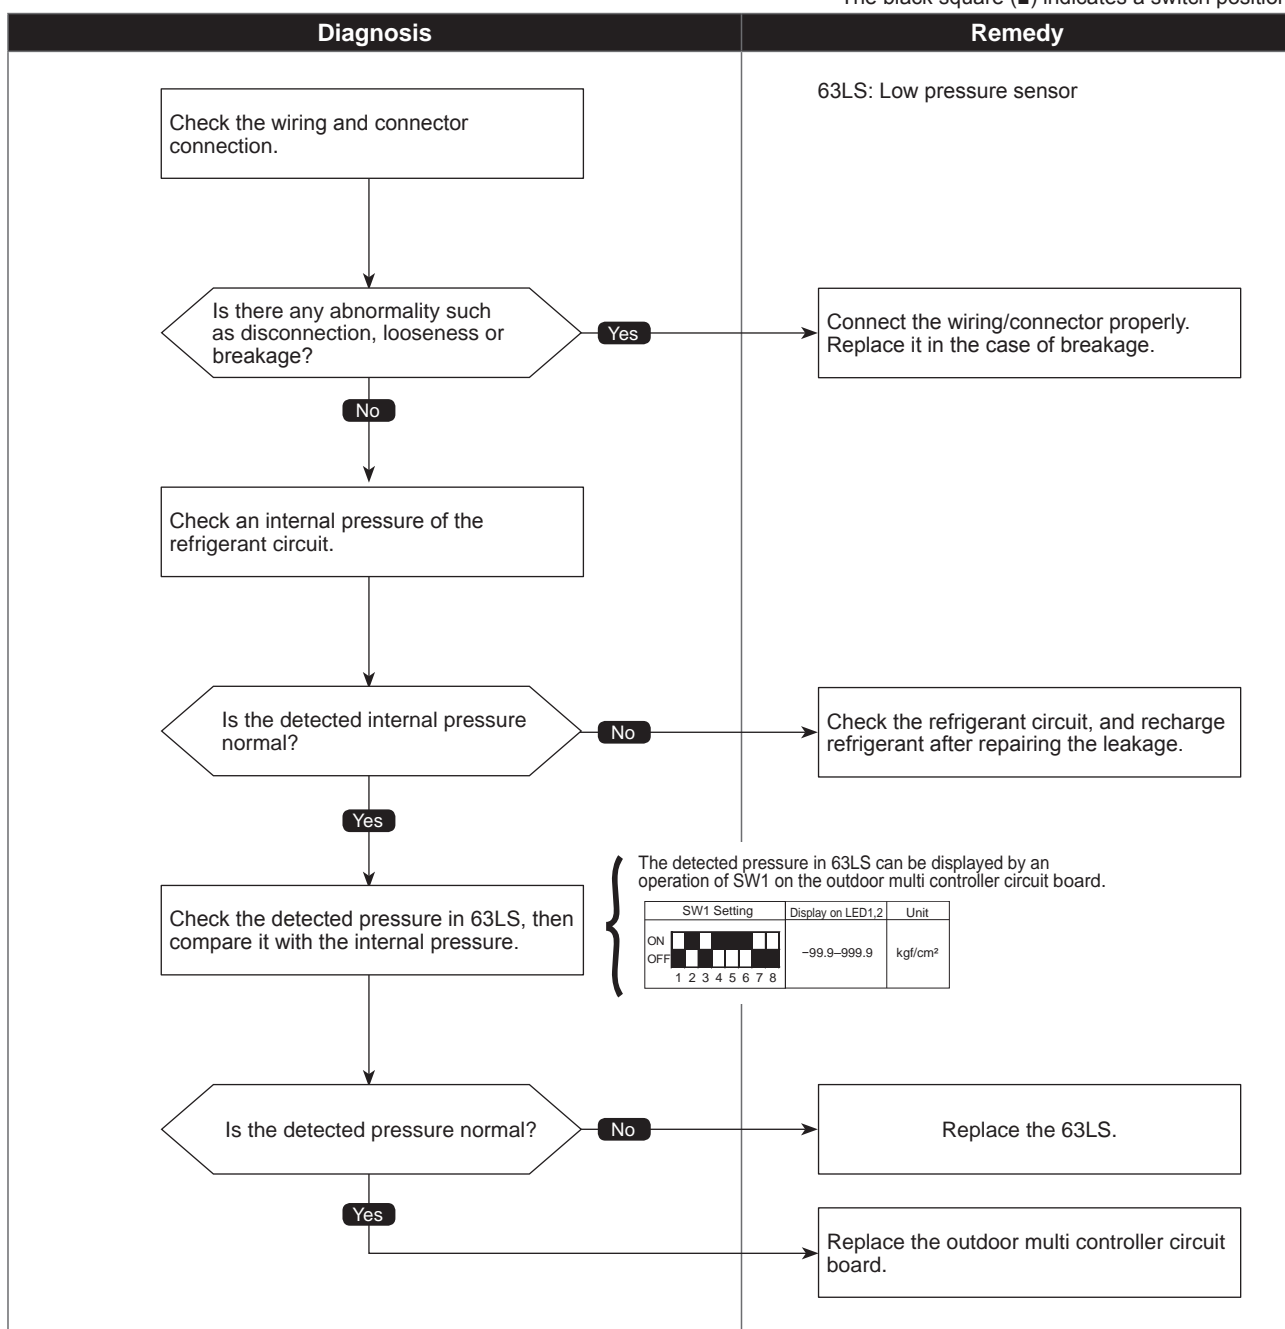 The black square (■) indicates a switch position
Diagnosis
Remedy
63LS: Low pressure sensor
Check the wiring and connector
connection.
Is there any abnormality such
as disconnection, looseness or
breakage?
Yes
Connect the wiring/connector properly.
Replace it in the case of breakage.
No
Check an internal pressure of the
refrigerant circuit.
Is the detected internal pressure
normal?
No
Check the refrigerant circuit, and recharge
refrigerant after repairing the leakage.
Yes
Check the detected pressure in 63LS, then
compare it with the internal pressure.
The detected pressure in 63LS can be displayed by an
operation of SW1 on the outdoor multi controller circuit board.
SW1 Setting
Display on LED1,2
Unit
ON
OFF
1 2 3 4 5 6 7 8
−99.9–999.9
kgf/cm²
Is the detected pressure normal?
No
Replace the 63LS.
Yes
Replace the outdoor multi controller circuit
board.